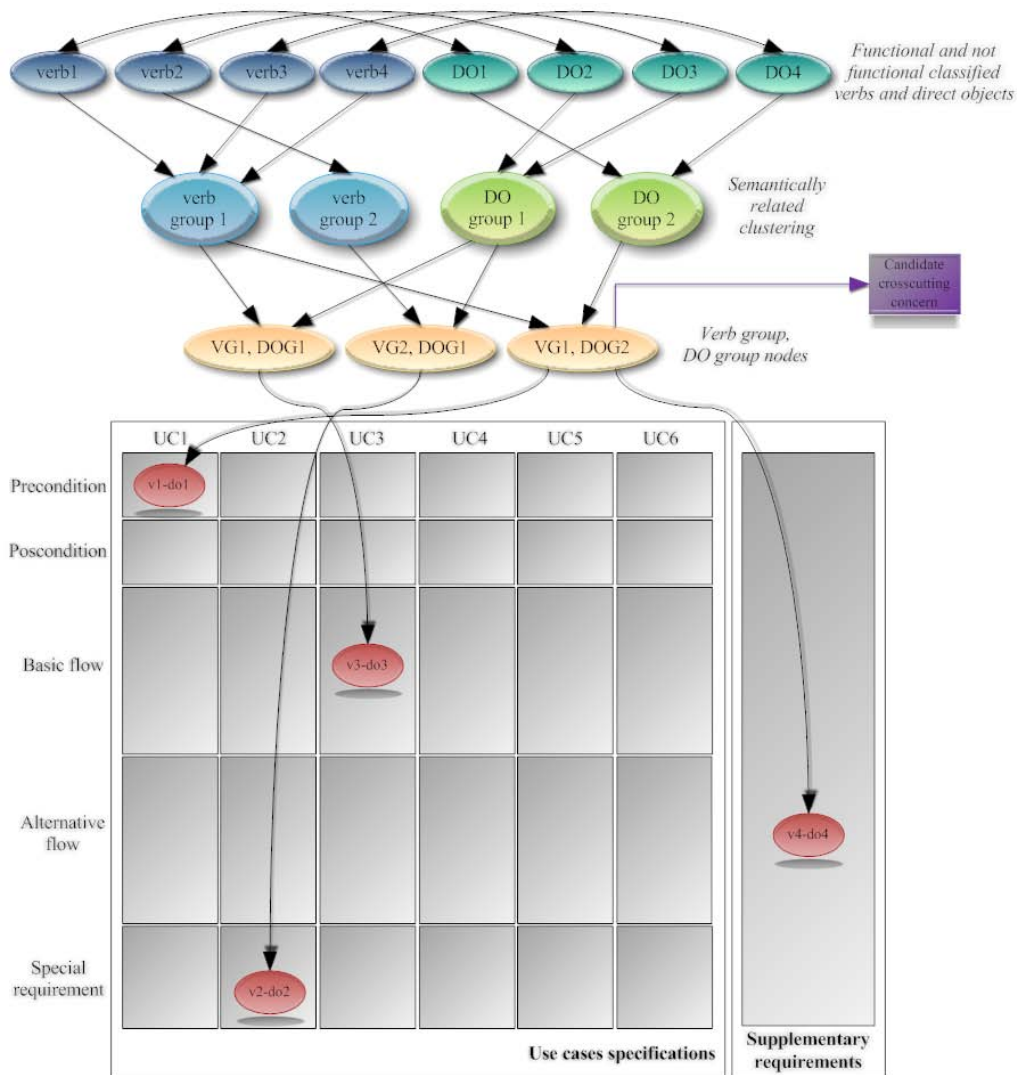 verb1 verb2 verb3 verb4 DO1 DO2 DO3 DO4
Functional and not
functional classified
verbs and direct objects
verb
group 1
verb
group 2
DO
group 1
DO
group 2
Semantically
related
clustering
Candidate
crosscutting
concern
VG1, DOG1 VG2, DOG1 VG1, DOG2
Verb group,
DO group nodes
UC1 UC2 UC3 UC4 UC5 UC6
Precondition
v1-do1
Poscondition
Basic flow
v3-do3
Alternative
flow
v4-do4
Special
requirement
v2-do2
Use cases specifications
Supplementary
requirements